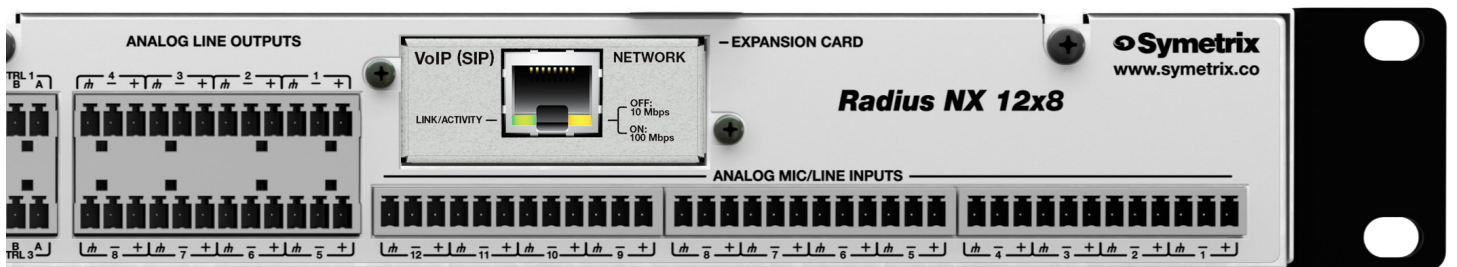 ANALOG LINE OUTPUTS
VoIP (SIP)
NETWORK
EXPANSION CARD
Symetrix
www.symetrix.co
TRL 1
B A
4 3 2 1
– + – + – + – +
LINK/ACTIVITY
OFF:
10 Mbps
ON:
100 Mbps
Radius NX 12x8
ANALOG MIC/LINE INPUTS
B A
TRL 3
– + – + – + – +
8 7 6 5
– + – + – + – +
12 11 10 9
– + – + – + – +
8 7 6 5
– + – + – + – +
4 3 2 1